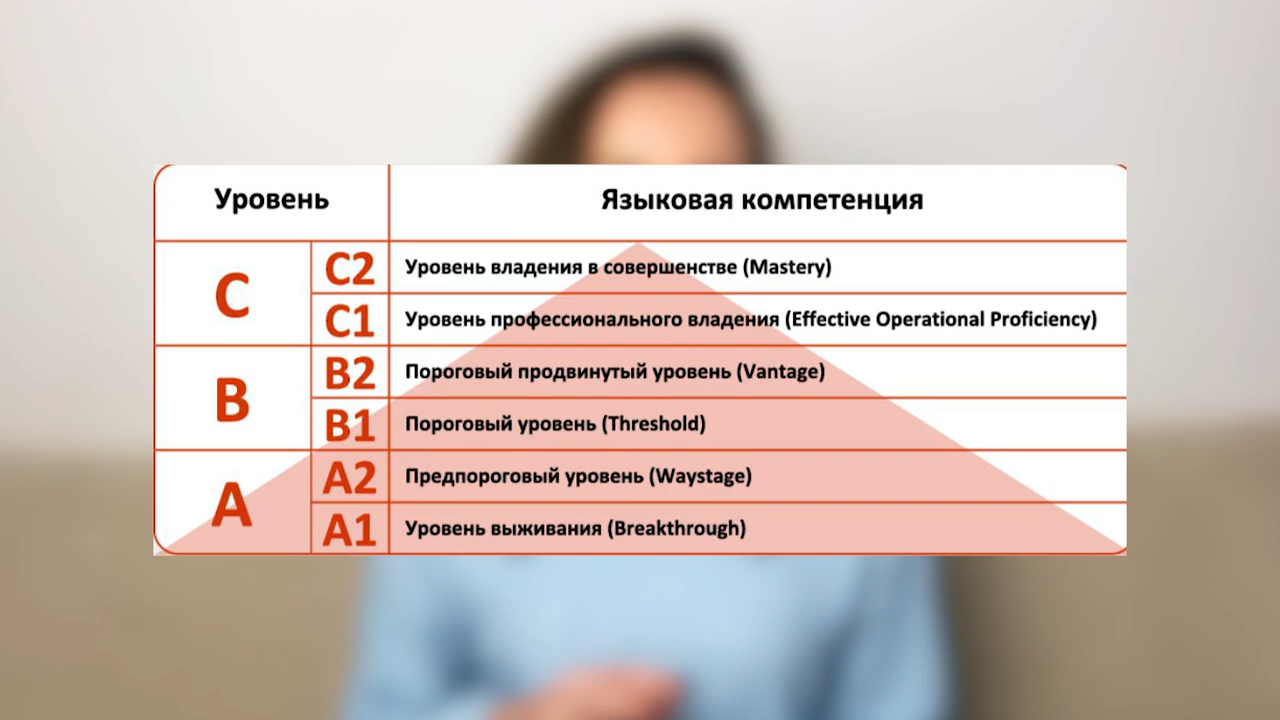 Уровень Языковая компетенция
C
C2 Уровень владения в совершенстве (Mastery)
C1 Уровень профессионального владения (Effective Operational Proficiency)
B
B2 Пороговый продвинутый уровень (Vantage)
B1 Пороговый уровень (Threshold)
A
A2 Предпороговый уровень (Waystage)
A1 Уровень выживания (Breakthrough)